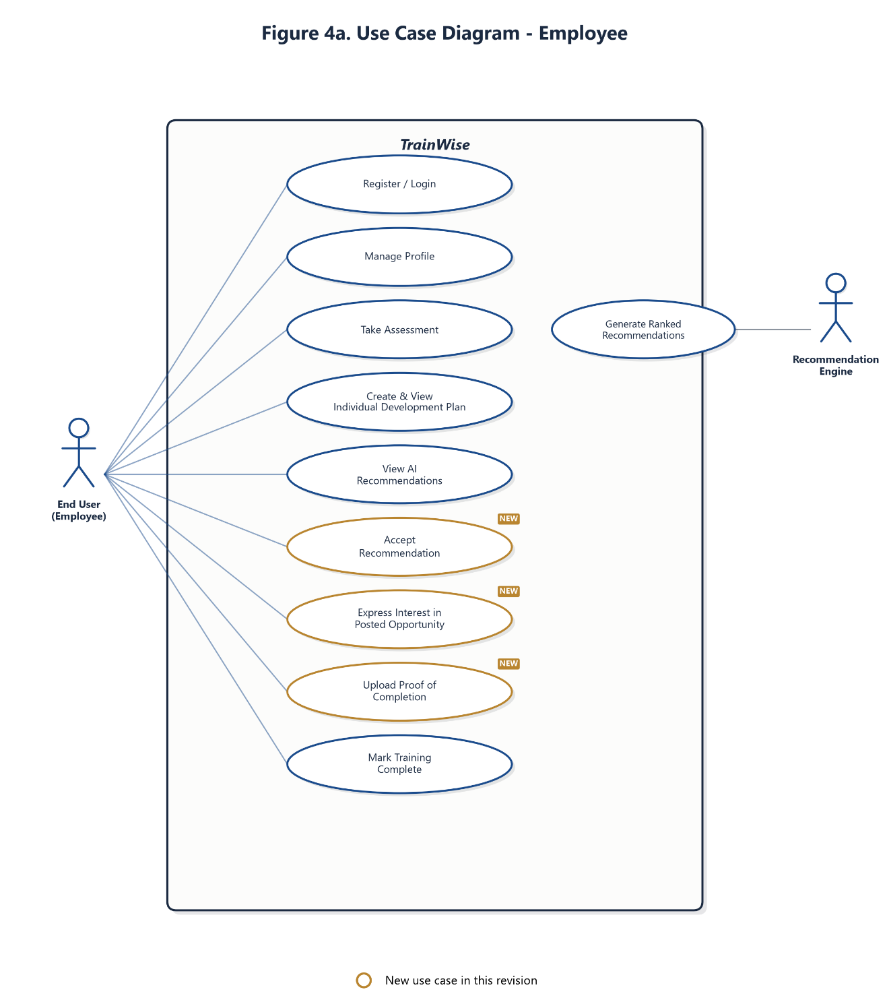 Figure 4a. Use Case Diagram - Employee
TrainWise
Register / Login
Manage Profile
Take Assessment
Generate Ranked
Recommendations
Recommendation
Engine
Create & View
Individual Development Plan
View AI
Recommendations
End User
(Employee)
NEW
Accept
Recommendation
NEW
Express Interest in
Posted Opportunity
NEW
Upload Proof of
Completion
Mark Training
Complete
New use case in this revision